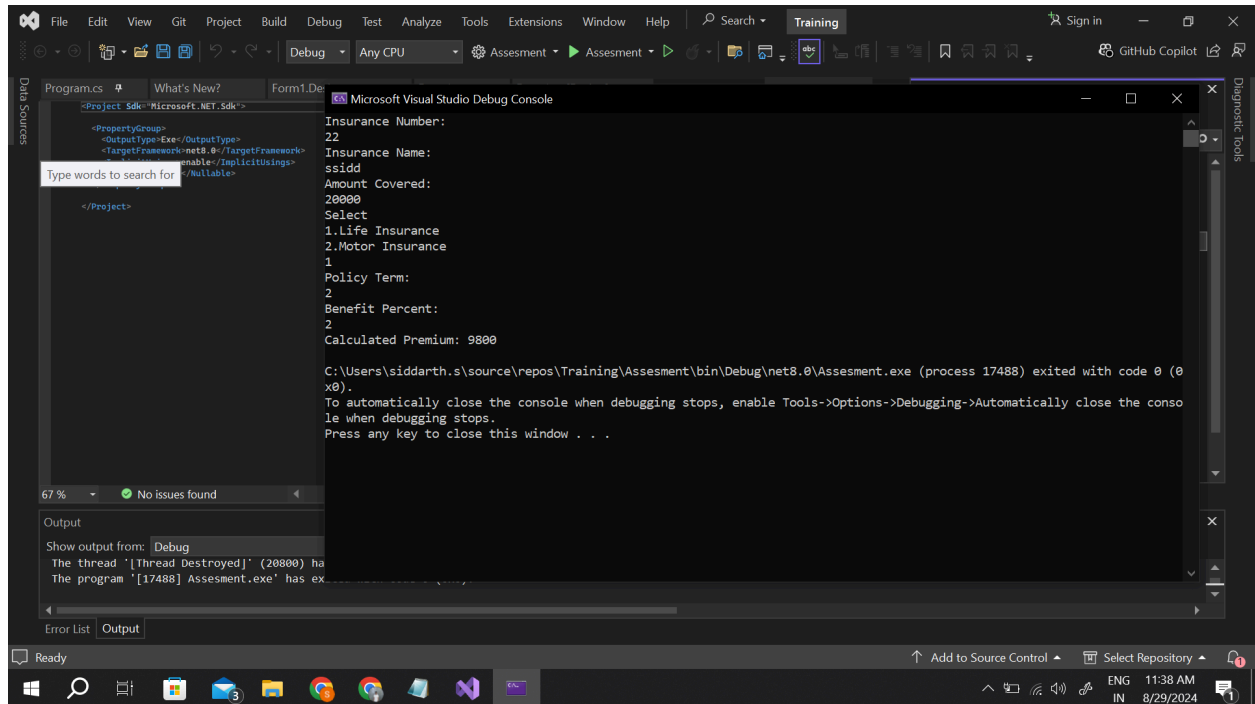 File Edit View Git Project Build Debug Test Analyze Tools Extensions Window Help Search Training Sign in
Debug Any CPU Assesment Assesment GitHub Copilot
Data Sources
Program.cs What's New? Form1.De
Diagnostic Tools
<Project Sdk="Microsoft.NET.Sdk">
<PropertyGroup>
<OutputType>Exe</OutputType>
<TargetFramework>net8.0</TargetFramework>
enable</ImplicitUsings>
</Nullable>
Type words to search for
</Project>
Microsoft Visual Studio Debug Console
Insurance Number:
22
Insurance Name:
ssidd
Amount Covered:
20000
Select
1.Life Insurance
2.Motor Insurance
1
Policy Term:
2
Benefit Percent:
2
Calculated Premium: 9800
C:\Users\siddarth.s\source\repos\Training\Assesment\bin\Debug\net8.0\Assesment.exe (process 17488) exited with code 0 (0
x0).
To automatically close the console when debugging stops, enable Tools->Options->Debugging->Automatically close the conso
le when debugging stops.
Press any key to close this window . . .
67 % No issues found
Output
Show output from: Debug
The thread '[Thread Destroyed]' (20800) ha
The program '[17488] Assesment.exe' has ex
Error List Output
Ready Add to Source Control Select Repository 1
3 ENG 11:38 AM
IN 8/29/2024 1